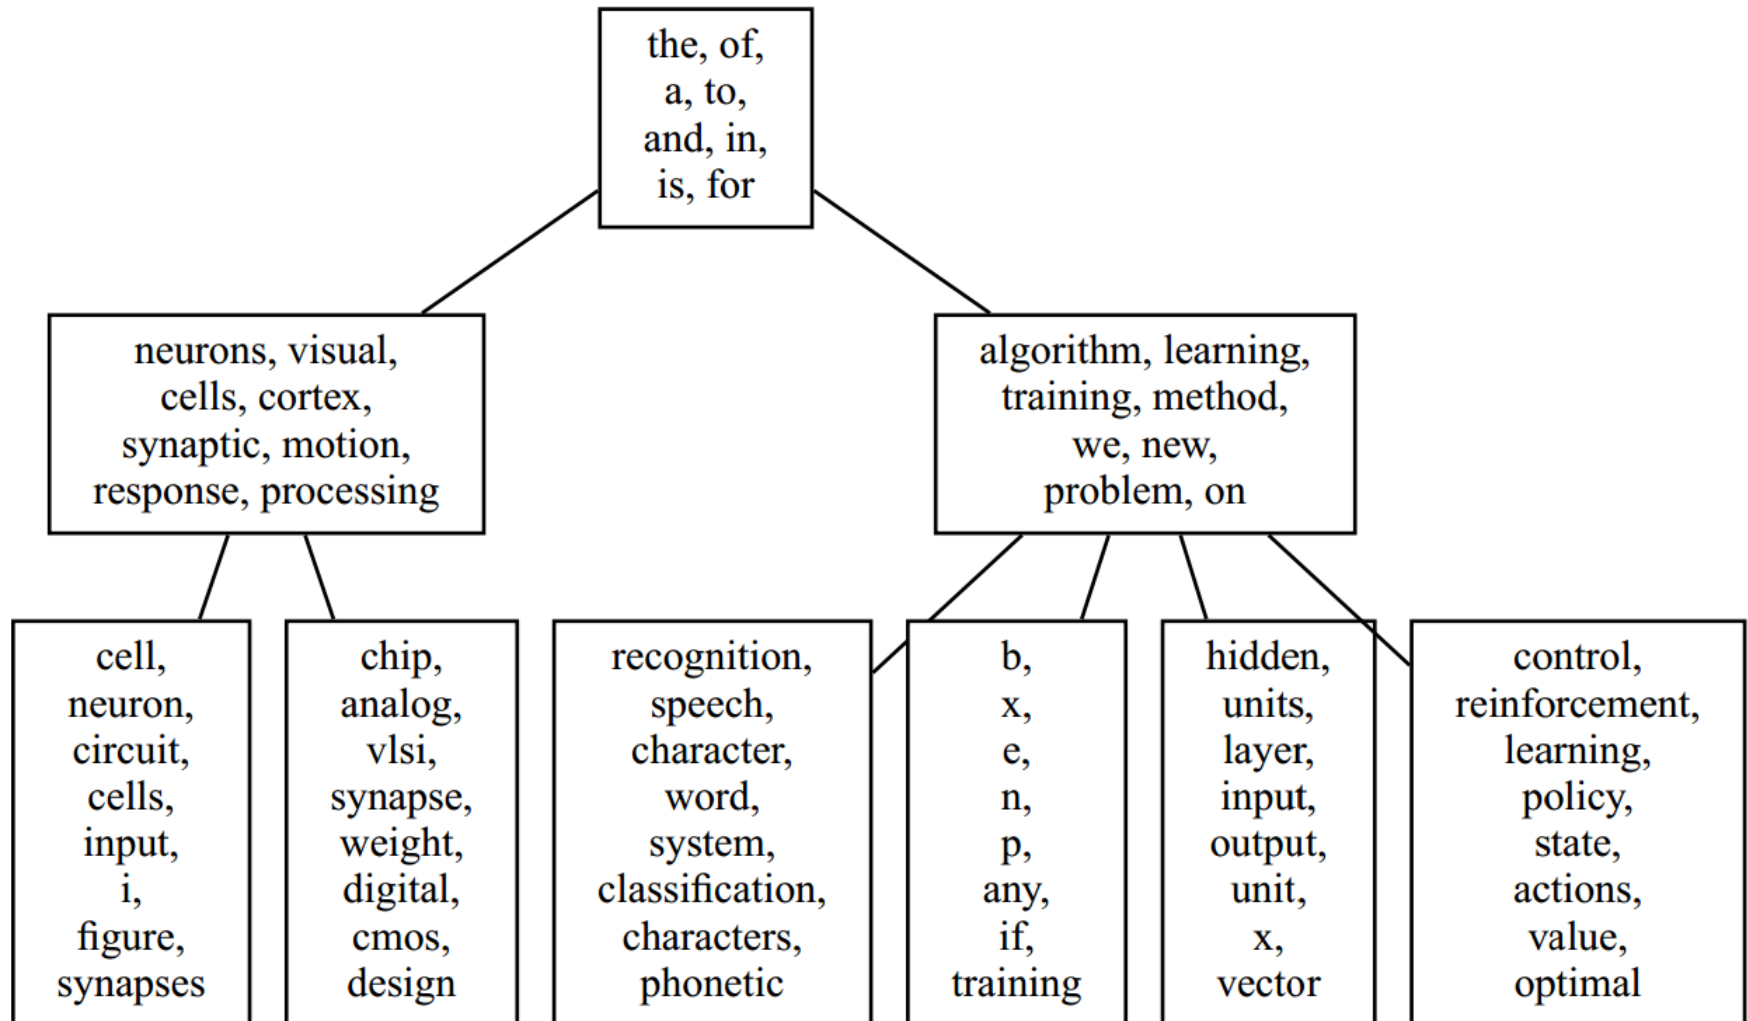 the, of,
a, to,
and, in,
is, for
neurons, visual,
cells, cortex,
synaptic, motion,
response, processing
algorithm, learning,
training, method,
we, new,
problem, on
cell,
neuron,
circuit,
cells,
input,
i,
figure,
synapses
chip,
analog,
vlsi,
synapse,
weight,
digital,
cmos,
design
recognition,
speech,
character,
word,
system,
classification,
characters,
phonetic
b,
x,
e,
n,
p,
any,
if,
training
hidden,
units,
layer,
input,
output,
unit,
x,
vector
control,
reinforcement,
learning,
policy,
state,
actions,
value,
optimal